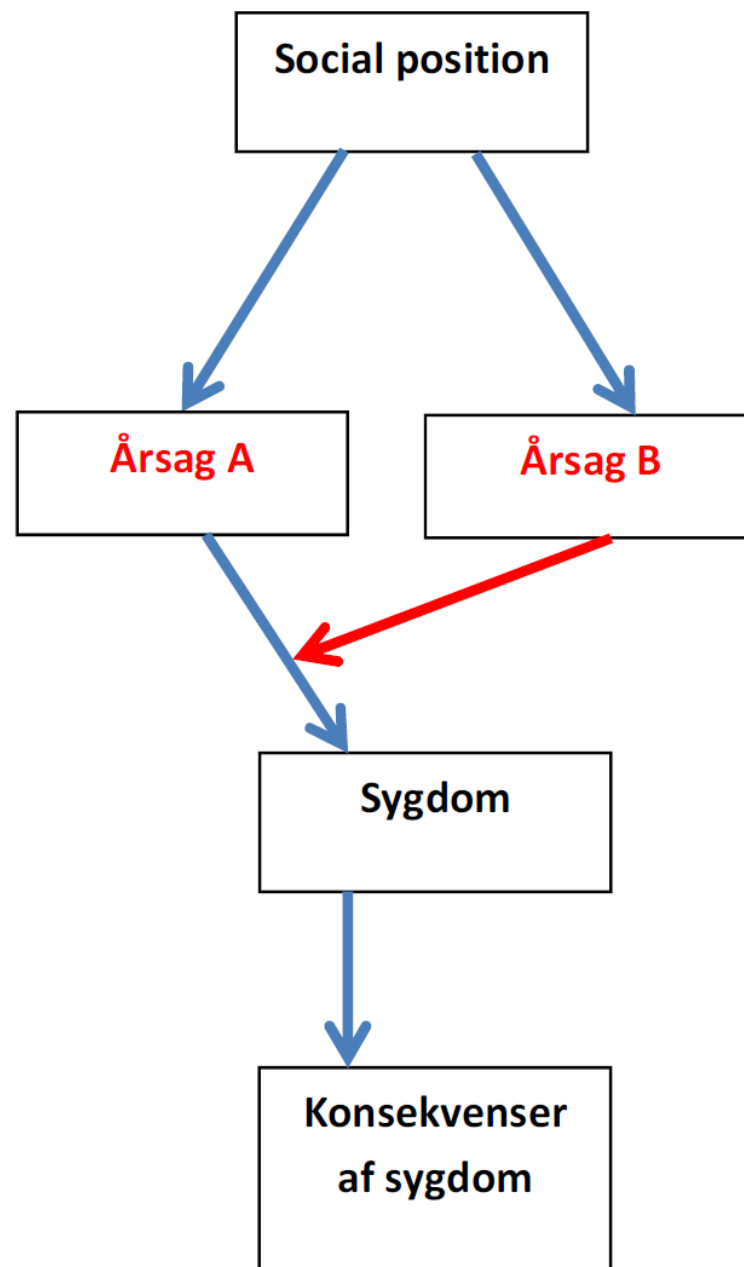 Social position
Årsag A
Årsag B
Sygdom
Konsekvenser
af sygdom